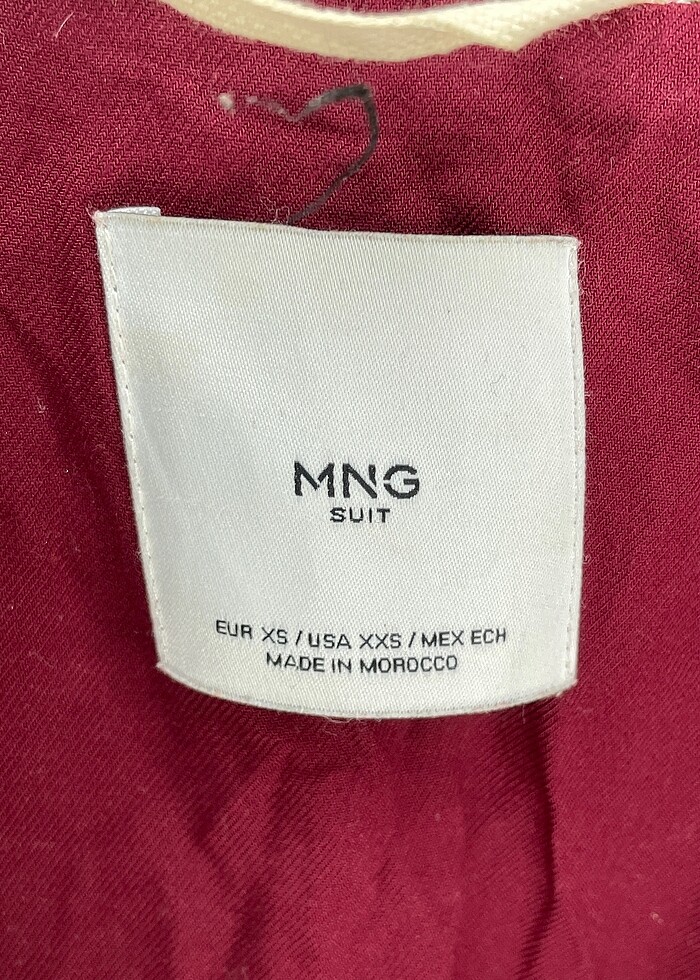 MNG
SUIT
EUR XS / USA XXS / MEX ECH
MADE IN MOROCCO